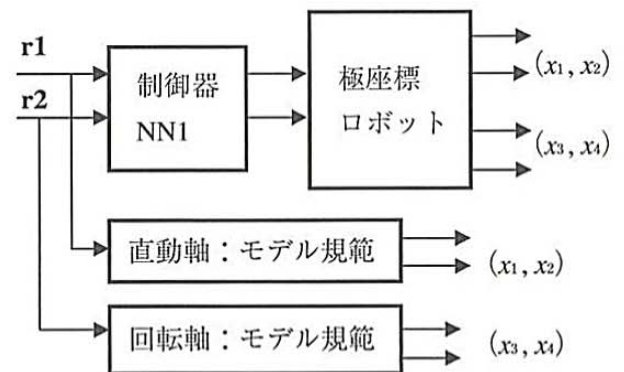 r1
r2
制御器
NN1
極座標
ロボット
(x₁, x₂)
(x₃, x₄)
直動軸：モデル規範
(x₁, x₂)
回転軸：モデル規範
(x₃, x₄)